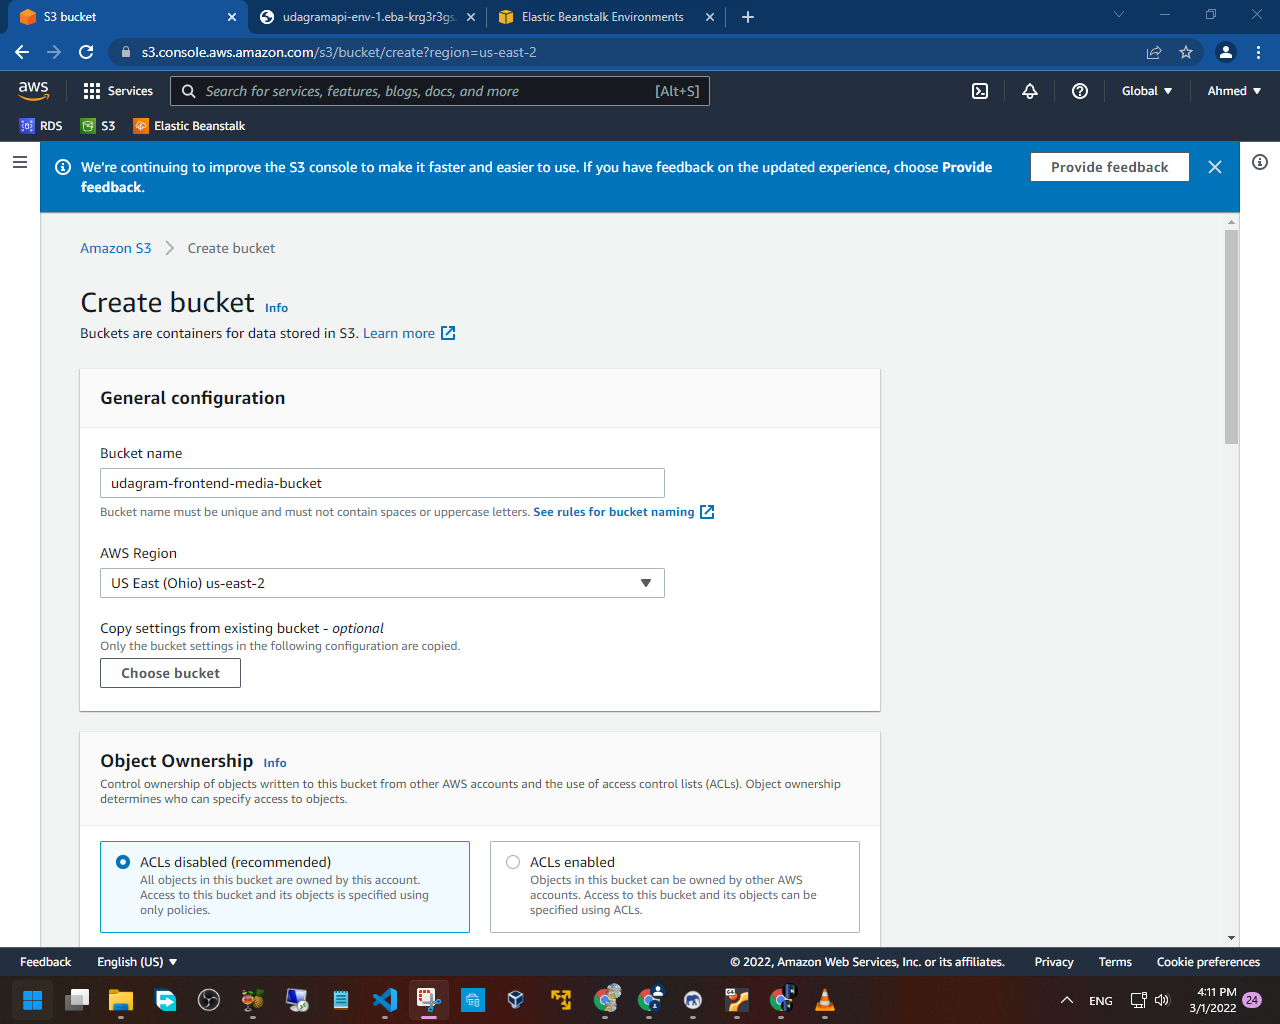 S3 bucket
udagramapi-env-1.eba-krg3r3gs.
Elastic Beanstalk Environments
s3.console.aws.amazon.com/s3/bucket/create?region=us-east-2
aws
Services
Search for services, features, blogs, docs, and more
[Alt+S]
Global
Ahmed
RDS
S3
Elastic Beanstalk
We're continuing to improve the S3 console to make it faster and easier to use. If you have feedback on the updated experience, choose Provide
feedback.
Provide feedback
Amazon S3
Create bucket
Create bucket Info
Buckets are containers for data stored in S3. Learn more
General configuration
Bucket name
udagram-frontend-media-bucket
Bucket name must be unique and must not contain spaces or uppercase letters. See rules for bucket naming
AWS Region
US East (Ohio) us-east-2
Copy settings from existing bucket - optional
Only the bucket settings in the following configuration are copied.
Choose bucket
Object Ownership Info
Control ownership of objects written to this bucket from other AWS accounts and the use of access control lists (ACLs). Object ownership
determines who can specify access to objects.
ACLs disabled (recommended)
All objects in this bucket are owned by this account.
Access to this bucket and its objects is specified using
only policies.
ACLs enabled
Objects in this bucket can be owned by other AWS
accounts. Access to this bucket and its objects can be
specified using ACLs.
Feedback
English (US)
© 2022, Amazon Web Services, Inc. or its affiliates.
Privacy
Terms
Cookie preferences
ENG
4:11 PM
3/1/2022
24